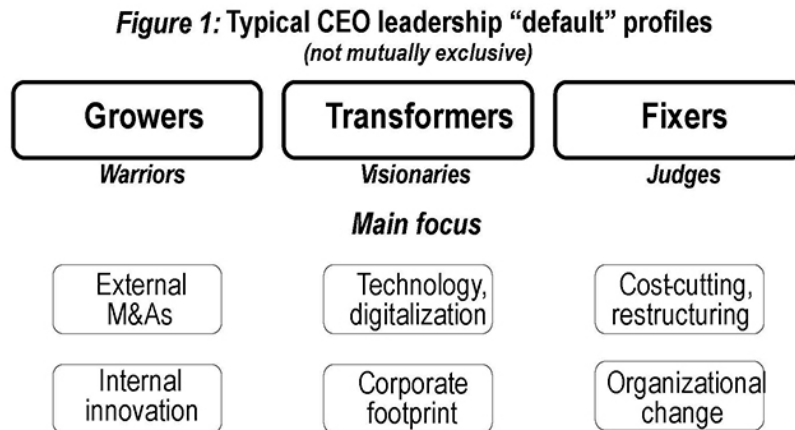 Figure 1: Typical CEO leadership “default” profiles
(not mutually exclusive)
Growers
Transformers
Fixers
Warriors
Visionaries
Judges
Main focus
External
M&As
Technology,
digitalization
Cost-cutting,
restructuring
Internal
innovation
Corporate
footprint
Organizational
change